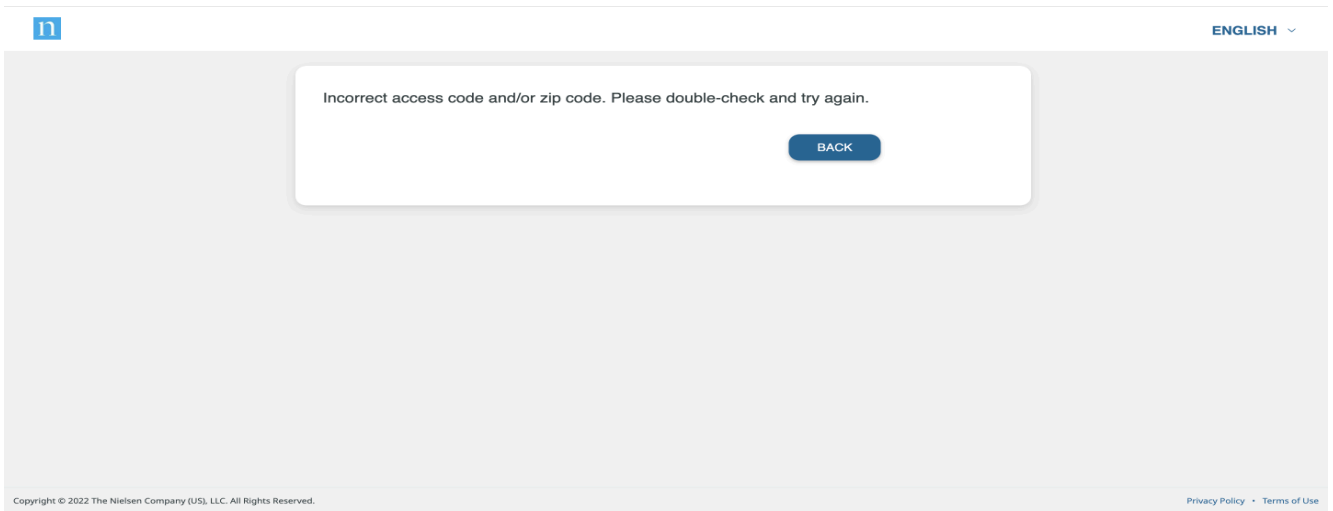 n
ENGLISH
Incorrect access code and/or zip code. Please double-check and try again.
BACK
Copyright © 2022 The Nielsen Company (US), LLC. All Rights Reserved.
Privacy Policy • Terms of Use